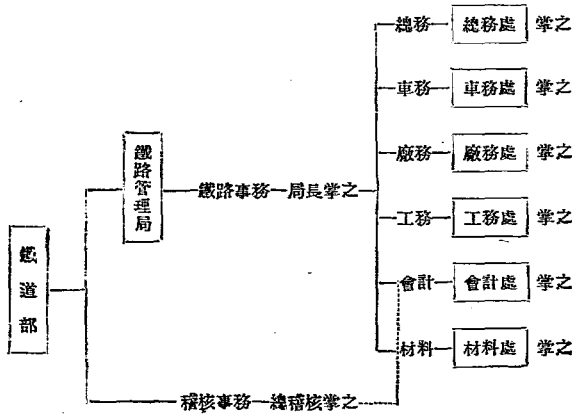 鐵道部
鐵路管理局
鐵路事務 局長掌之
總務 總務處 掌之
車務 車務處 掌之
廠務 廠務處 掌之
工務 工務處 掌之
會計 會計處 掌之
材料 材料處 掌之
稽核事務 總稽核掌之